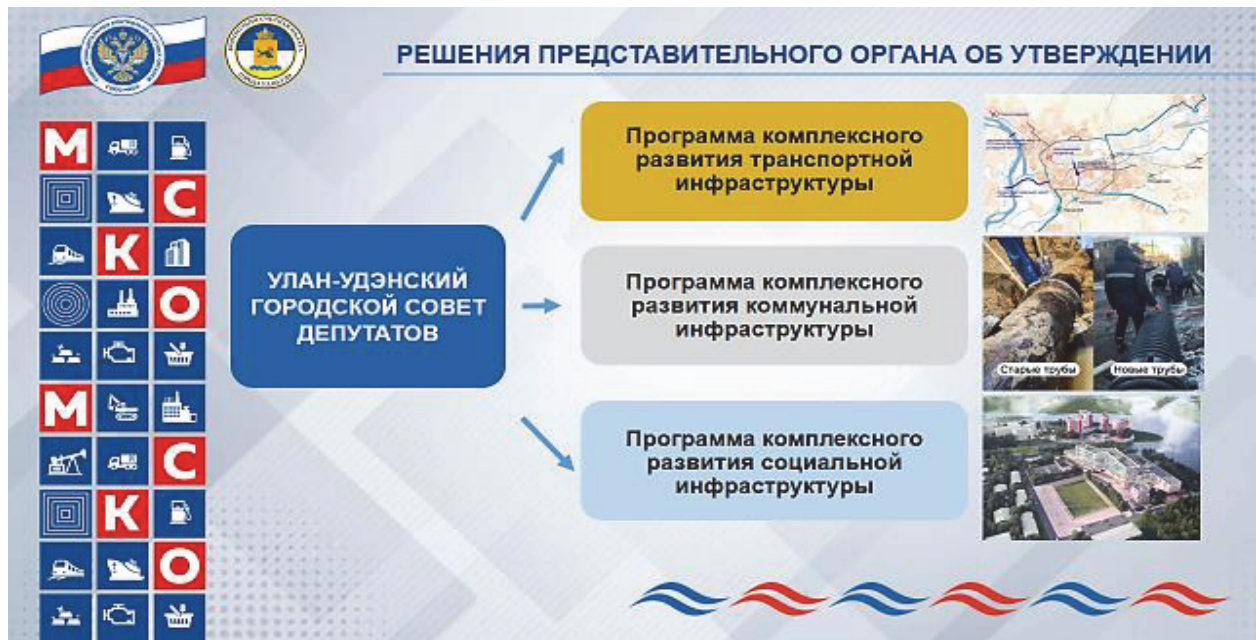 РЕШЕНИЯ ПРЕДСТАВИТЕЛЬНОГО ОРГАНА ОБ УТВЕРЖДЕНИИ
М
С
К
О
М
С
К
О
УЛАН-УДЭНСКИЙ
ГОРОДСКОЙ СОВЕТ
ДЕПУТАТОВ
Программа комплексного
развития транспортной
инфраструктуры
Программа комплексного
развития коммунальной
инфраструктуры
Старые трубы
Новые трубы
Программа комплексного
развития социальной
инфраструктуры